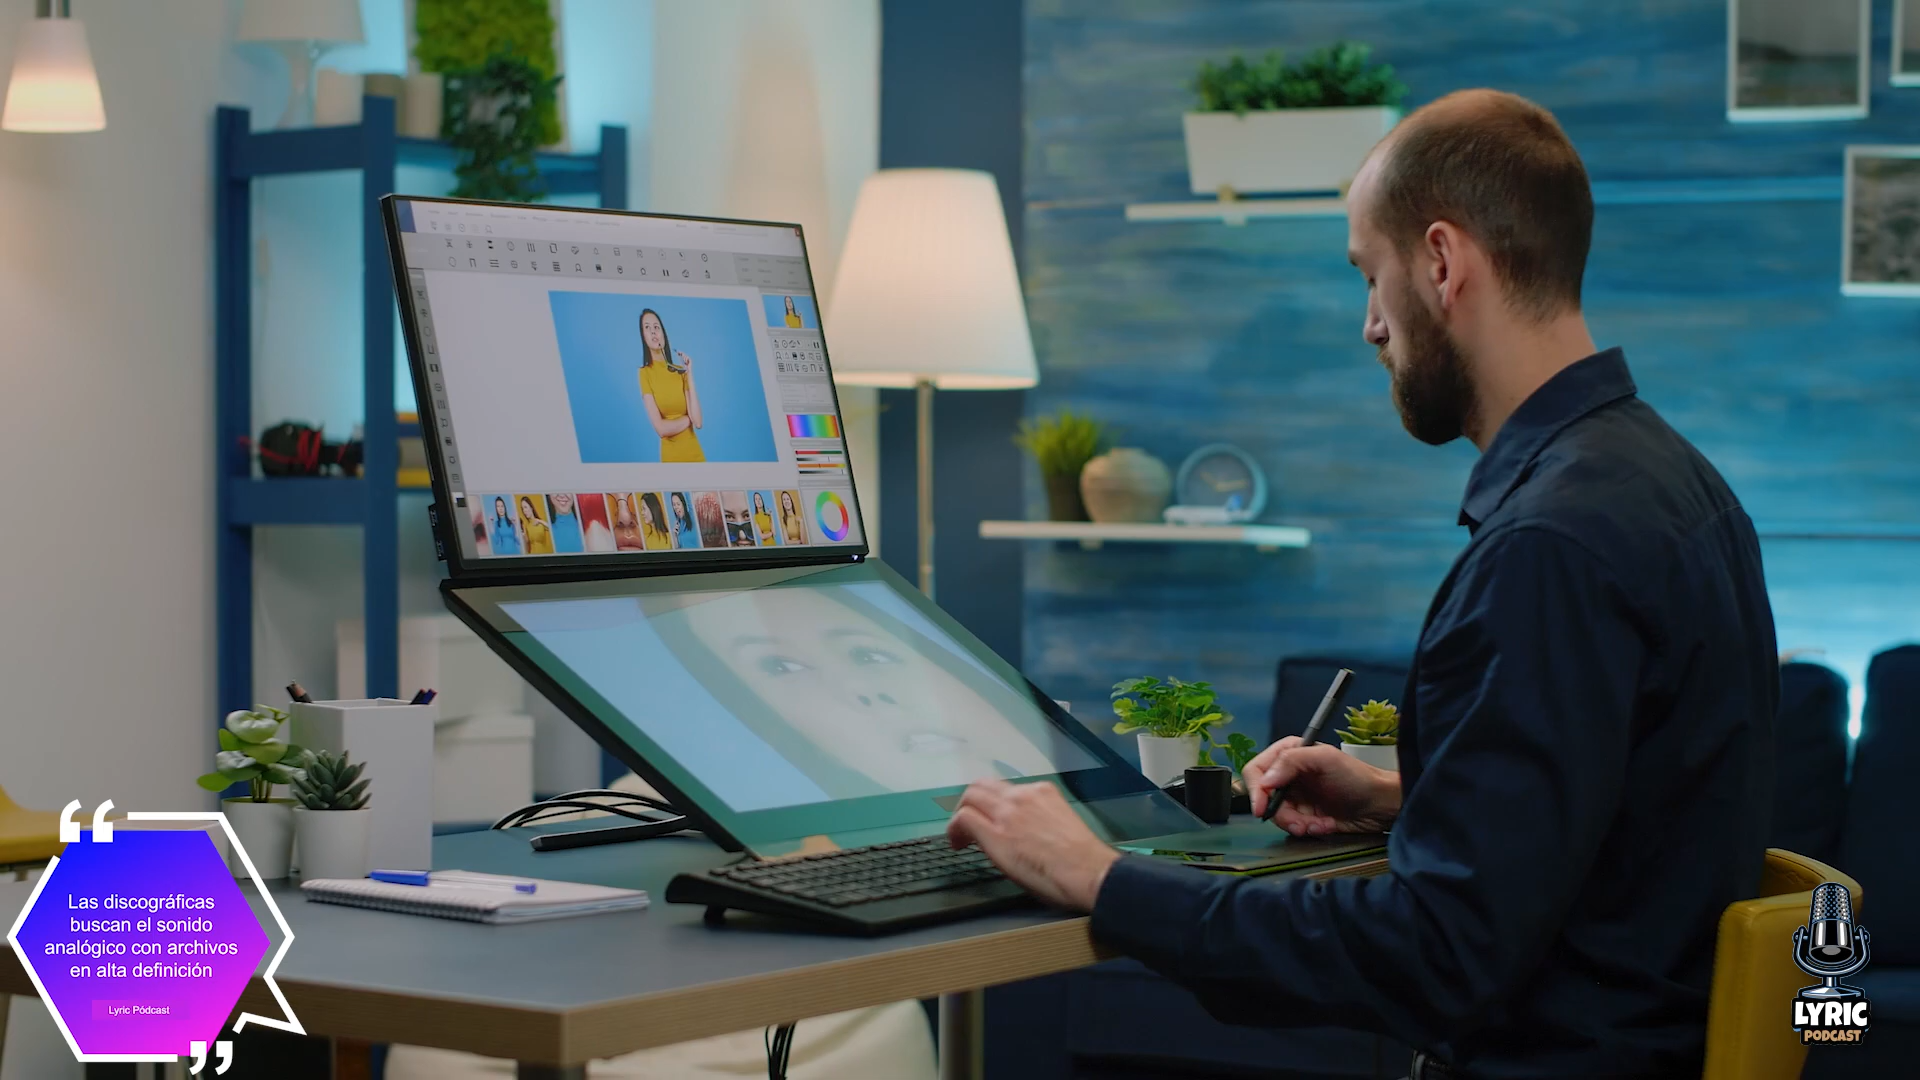 Las discográficas
buscan el sonido
analógico con archivos
en alta definición
Lyric Pódcast
LYRIC
PODCAST